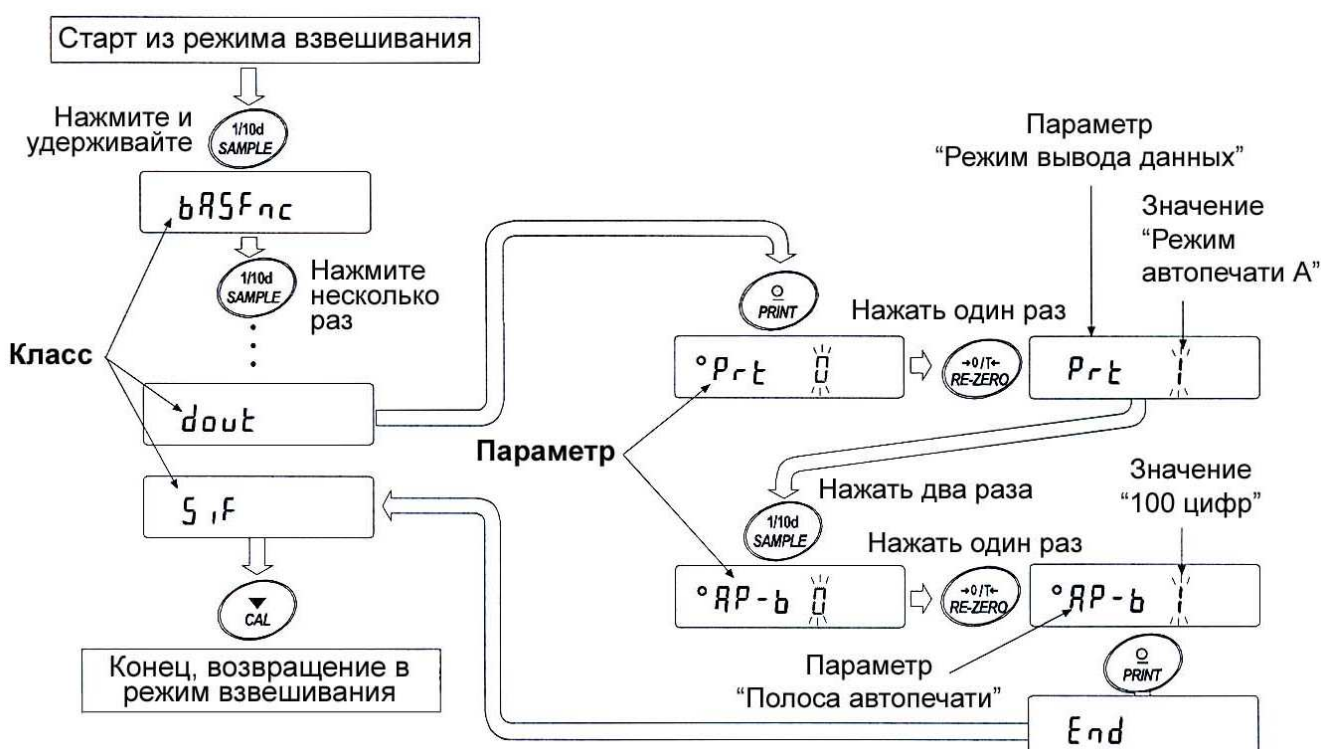 Старт из режима взвешивания
Нажмите и
удерживайте
1/10d
SAMPLE
bASFnc
1/10d
SAMPLE
Нажмите
несколько
раз
Класс
dout
S iF
CAL
Конец, возвращение в
режим взвешивания
PRINT
°Prt 0
Нажать один раз
→0/T←
RE-ZERO
Параметр
“Режим вывода данных”
Значение
“Режим
автопечати А”
Prt 1
Параметр
Нажать два раза
1/10d
SAMPLE
°AP-b 0
Нажать один раз
→0/T←
RE-ZERO
Значение
“100 цифр”
°AP-b 1
Параметр
“Полоса автопечати”
PRINT
End